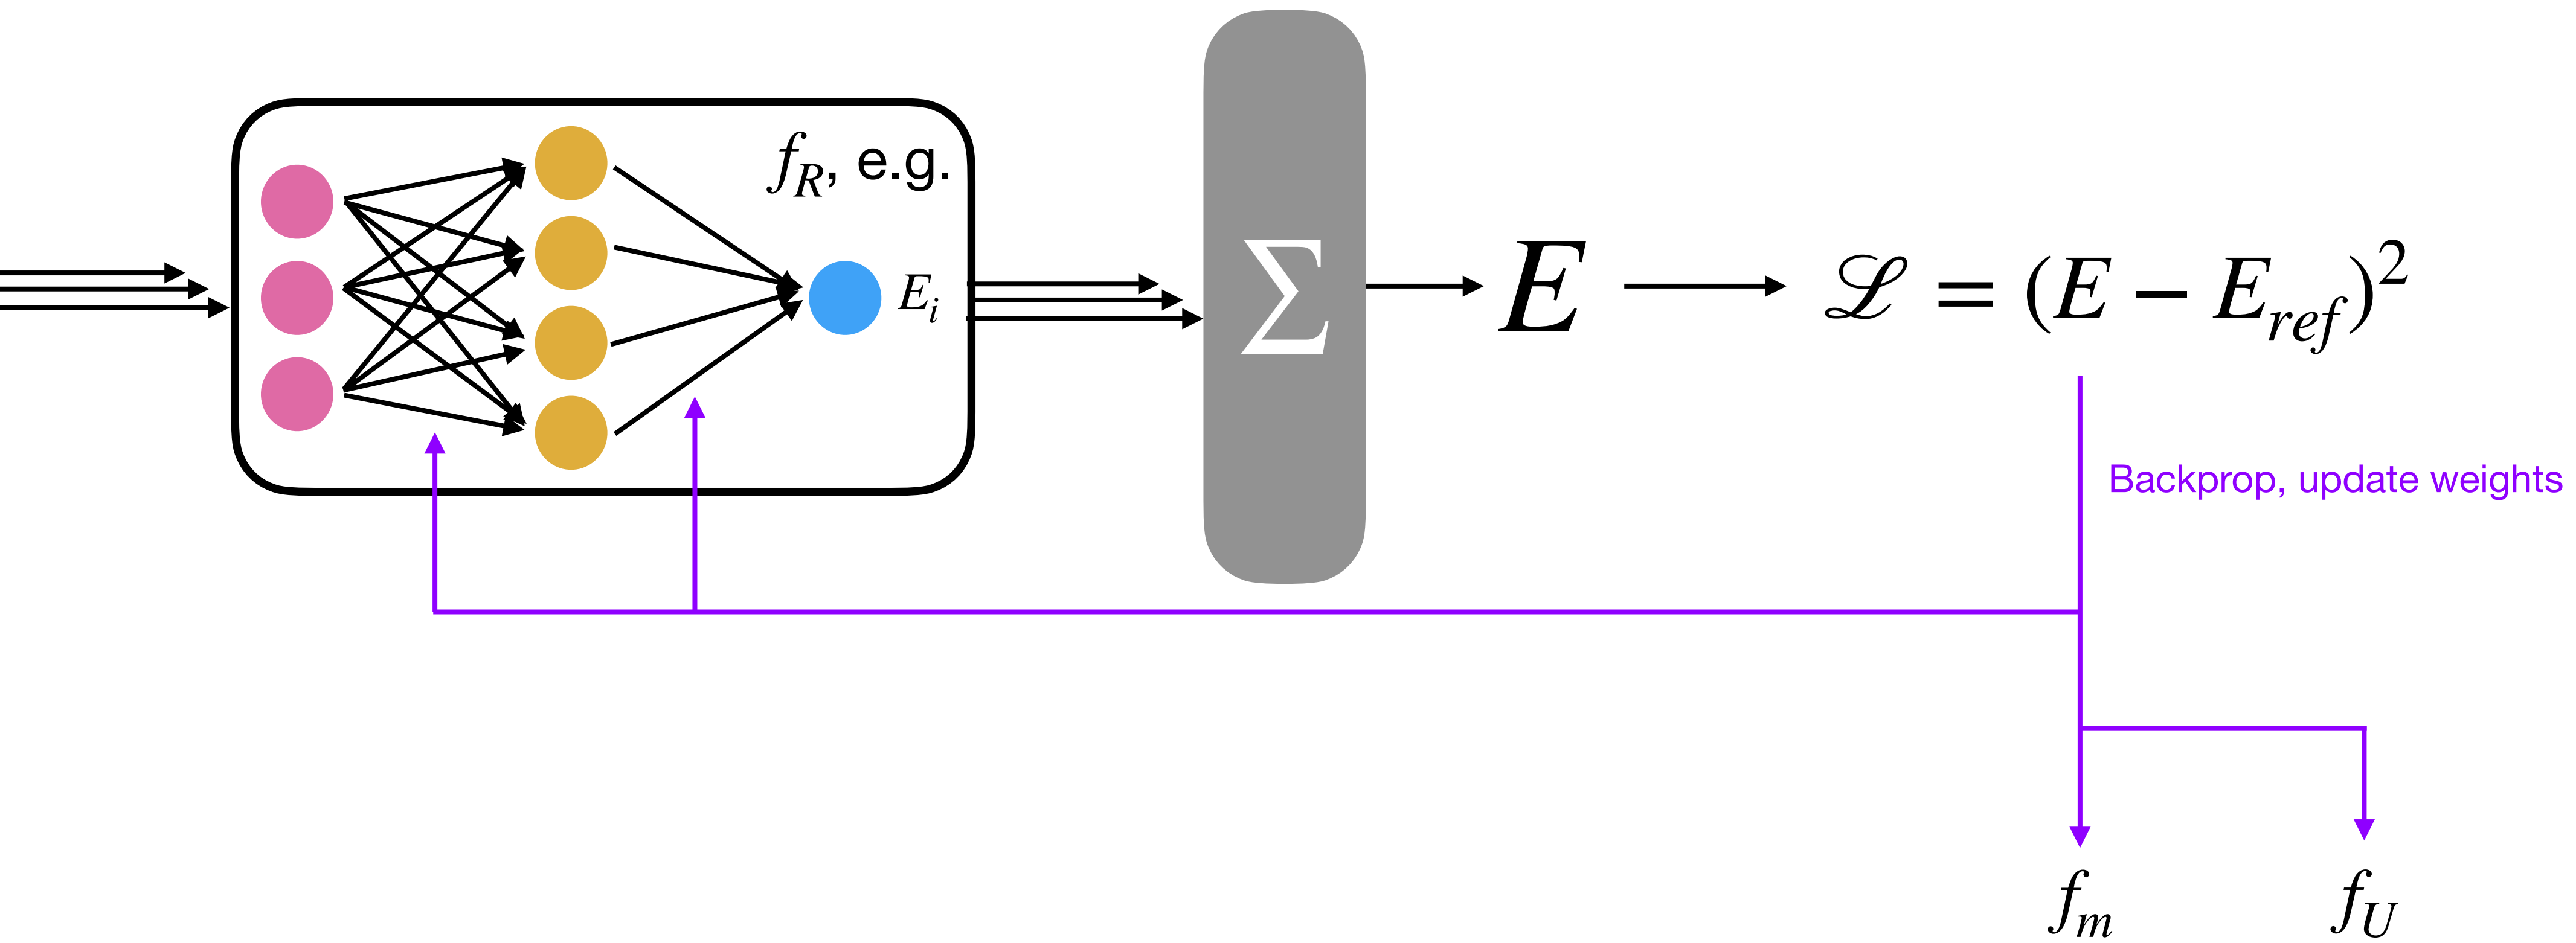 f_R, e.g.
E_i
Σ
E
ℒ = (E − E_ref)^2
Backprop, update weights
f_m
f_U